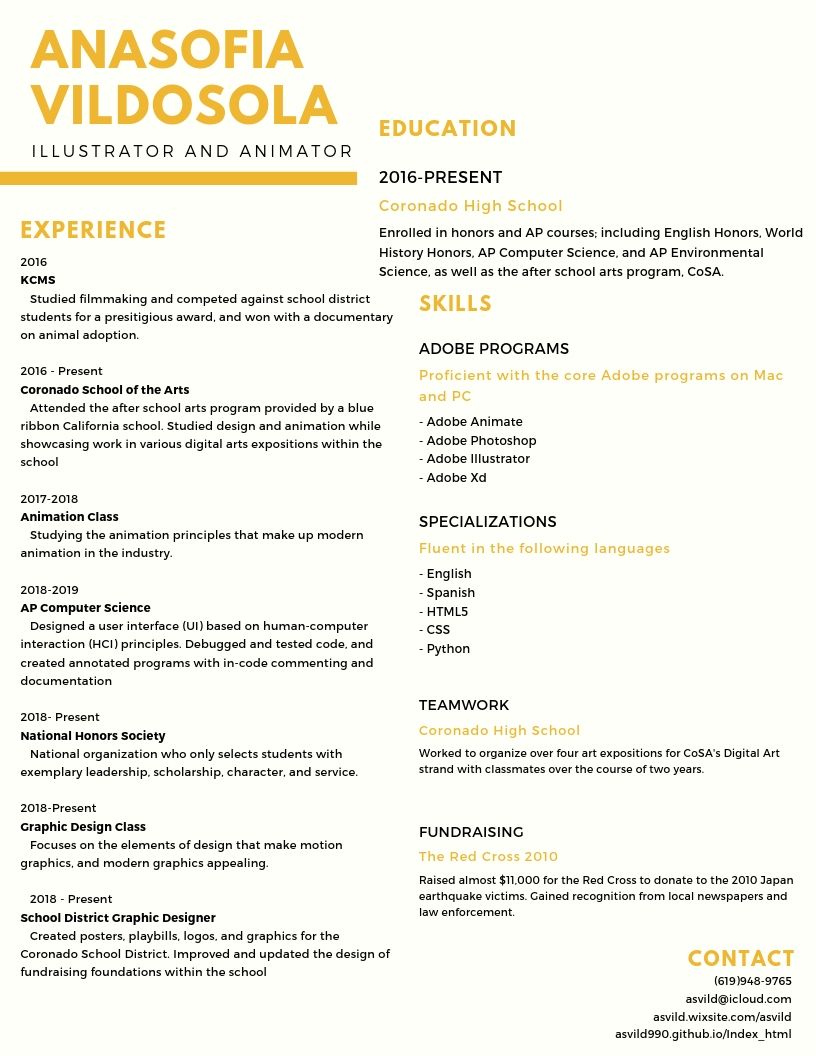 ANASOFIA
VILDOSOLA
ILLUSTRATOR AND ANIMATOR
EXPERIENCE
2016
KCMS
Studied filmmaking and competed against school district
students for a presitigious award, and won with a documentary
on animal adoption.
2016 - Present
Coronado School of the Arts
Attended the after school arts program provided by a blue
ribbon California school. Studied design and animation while
showcasing work in various digital arts expositions within the
school
2017-2018
Animation Class
Studying the animation principles that make up modern
animation in the industry.
2018-2019
AP Computer Science
Designed a user interface (UI) based on human-computer
interaction (HCI) principles. Debugged and tested code, and
created annotated programs with in-code commenting and
documentation
2018- Present
National Honors Society
National organization who only selects students with
exemplary leadership, scholarship, character, and service.
2018-Present
Graphic Design Class
Focuses on the elements of design that make motion
graphics, and modern graphics appealing.
2018 - Present
School District Graphic Designer
Created posters, playbills, logos, and graphics for the
Coronado School District. Improved and updated the design of
fundraising foundations within the school
EDUCATION
2016-PRESENT
Coronado High School
Enrolled in honors and AP courses; including English Honors, World
History Honors, AP Computer Science, and AP Environmental
Science, as well as the after school arts program, CoSA.
SKILLS
ADOBE PROGRAMS
Proficient with the core Adobe programs on Mac
and PC
- Adobe Animate
- Adobe Photoshop
- Adobe Illustrator
- Adobe Xd
SPECIALIZATIONS
Fluent in the following languages
- English
- Spanish
- HTML5
- CSS
- Python
TEAMWORK
Coronado High School
Worked to organize over four art expositions for CoSA's Digital Art
strand with classmates over the course of two years.
FUNDRAISING
The Red Cross 2010
Raised almost $11,000 for the Red Cross to donate to the 2010 Japan
earthquake victims. Gained recognition from local newspapers and
law enforcement.
CONTACT
(619)948-9765
asvild@icloud.com
asvild.wixsite.com/asvild
asvild990.github.io/Index_html